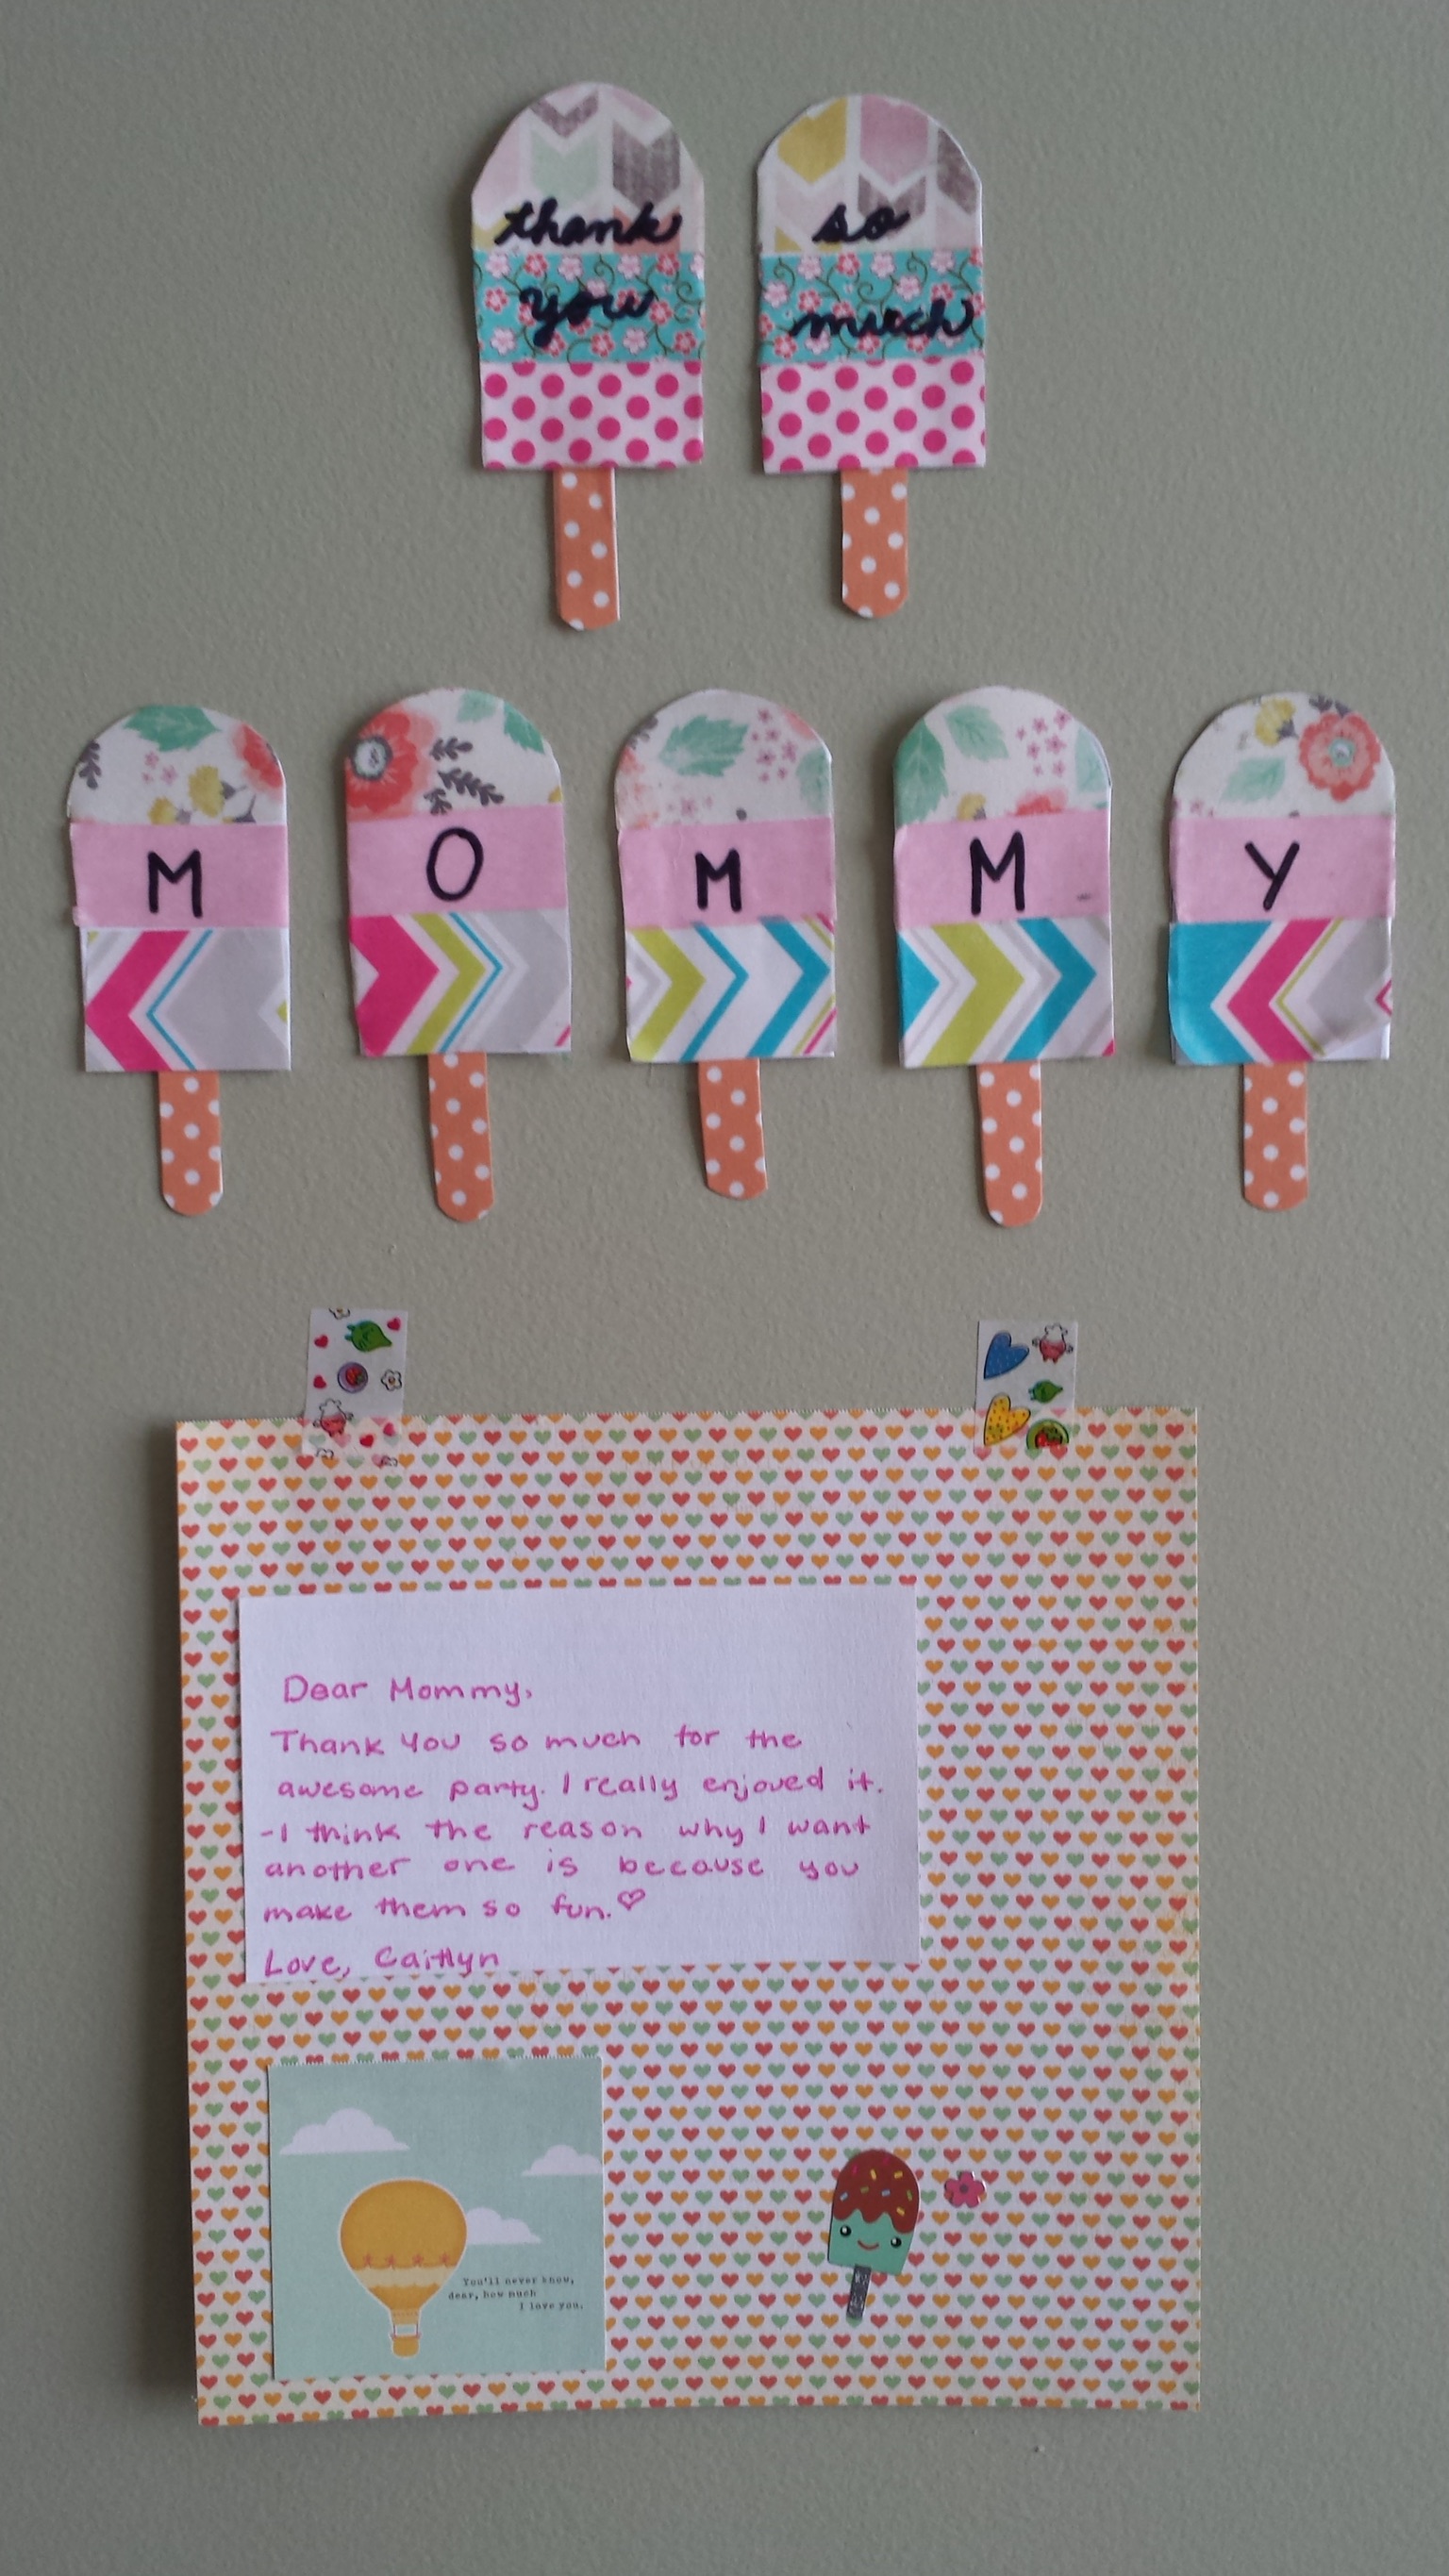 thank
you
so
much
M O M M Y
Dear Mommy,
Thank you so much for the
awesome party. I really enjoyed it.
-I think the reason why I want
another one is because you
make them so fun.♡
Love, Caitlyn
You'll never know,
dear, how much
I love you.